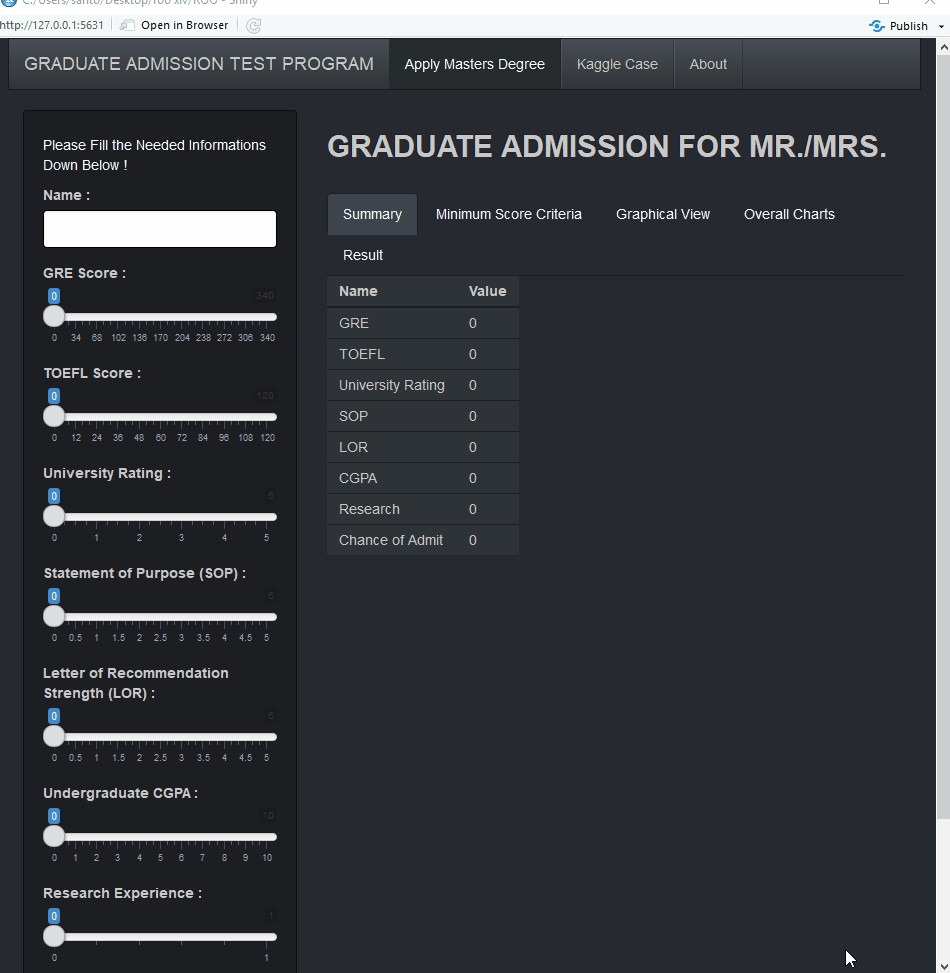 http://127.0.0.1:5631 Open in Browser Publish
GRADUATE ADMISSION TEST PROGRAM Apply Masters Degree Kaggle Case About
Please Fill the Needed Informations
Down Below !
Name :
GRE Score :
0 340
0 34 68 102 136 170 204 238 272 306 340
TOEFL Score :
0 120
0 12 24 36 48 60 72 84 96 108 120
University Rating :
0 5
0 1 2 3 4 5
Statement of Purpose (SOP) :
0 5
0 0.5 1 1.5 2 2.5 3 3.5 4 4.5 5
Letter of Recommendation
Strength (LOR) :
0 5
0 0.5 1 1.5 2 2.5 3 3.5 4 4.5 5
Undergraduate CGPA :
0 10
0 1 2 3 4 5 6 7 8 9 10
Research Experience :
0 1
0 1
GRADUATE ADMISSION FOR MR./MRS.
Summary Minimum Score Criteria Graphical View Overall Charts
Result
Name Value
GRE 0
TOEFL 0
University Rating 0
SOP 0
LOR 0
CGPA 0
Research 0
Chance of Admit 0